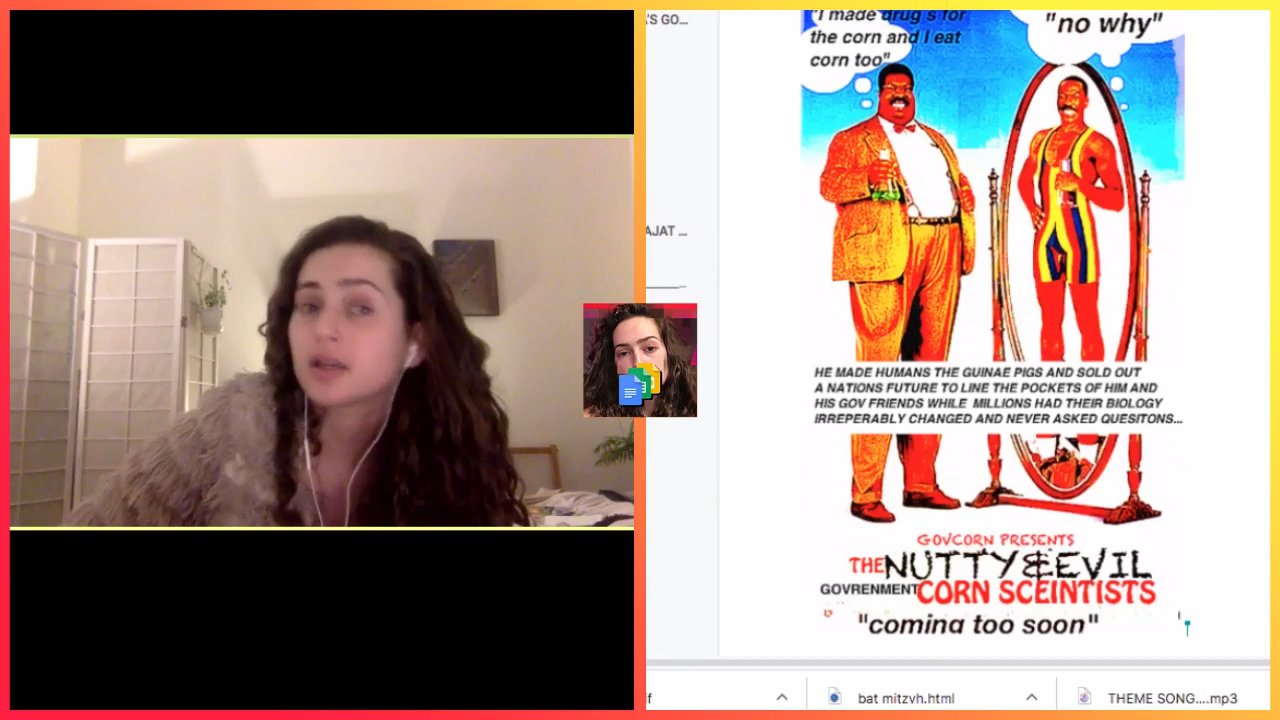 'S GO...
"I made drug s for
the corn and I eat
corn too"
"no why"
AJAT ...
HE MADE HUMANS THE GUINAE PIGS AND SOLD OUT
A NATIONS FUTURE TO LINE THE POCKETS OF HIM AND
HIS GOV FRIENDS WHILE MILLIONS HAD THEIR BIOLOGY
IRREPERABLY CHANGED AND NEVER ASKED QUESITONS...
GOVCORN PRESENTS
THE NUTTY & EVIL
GOVRENMENT CORN SCEINTISTS
"coming too soon"
if
bat mitzvh.html
THEME SONG....mp3